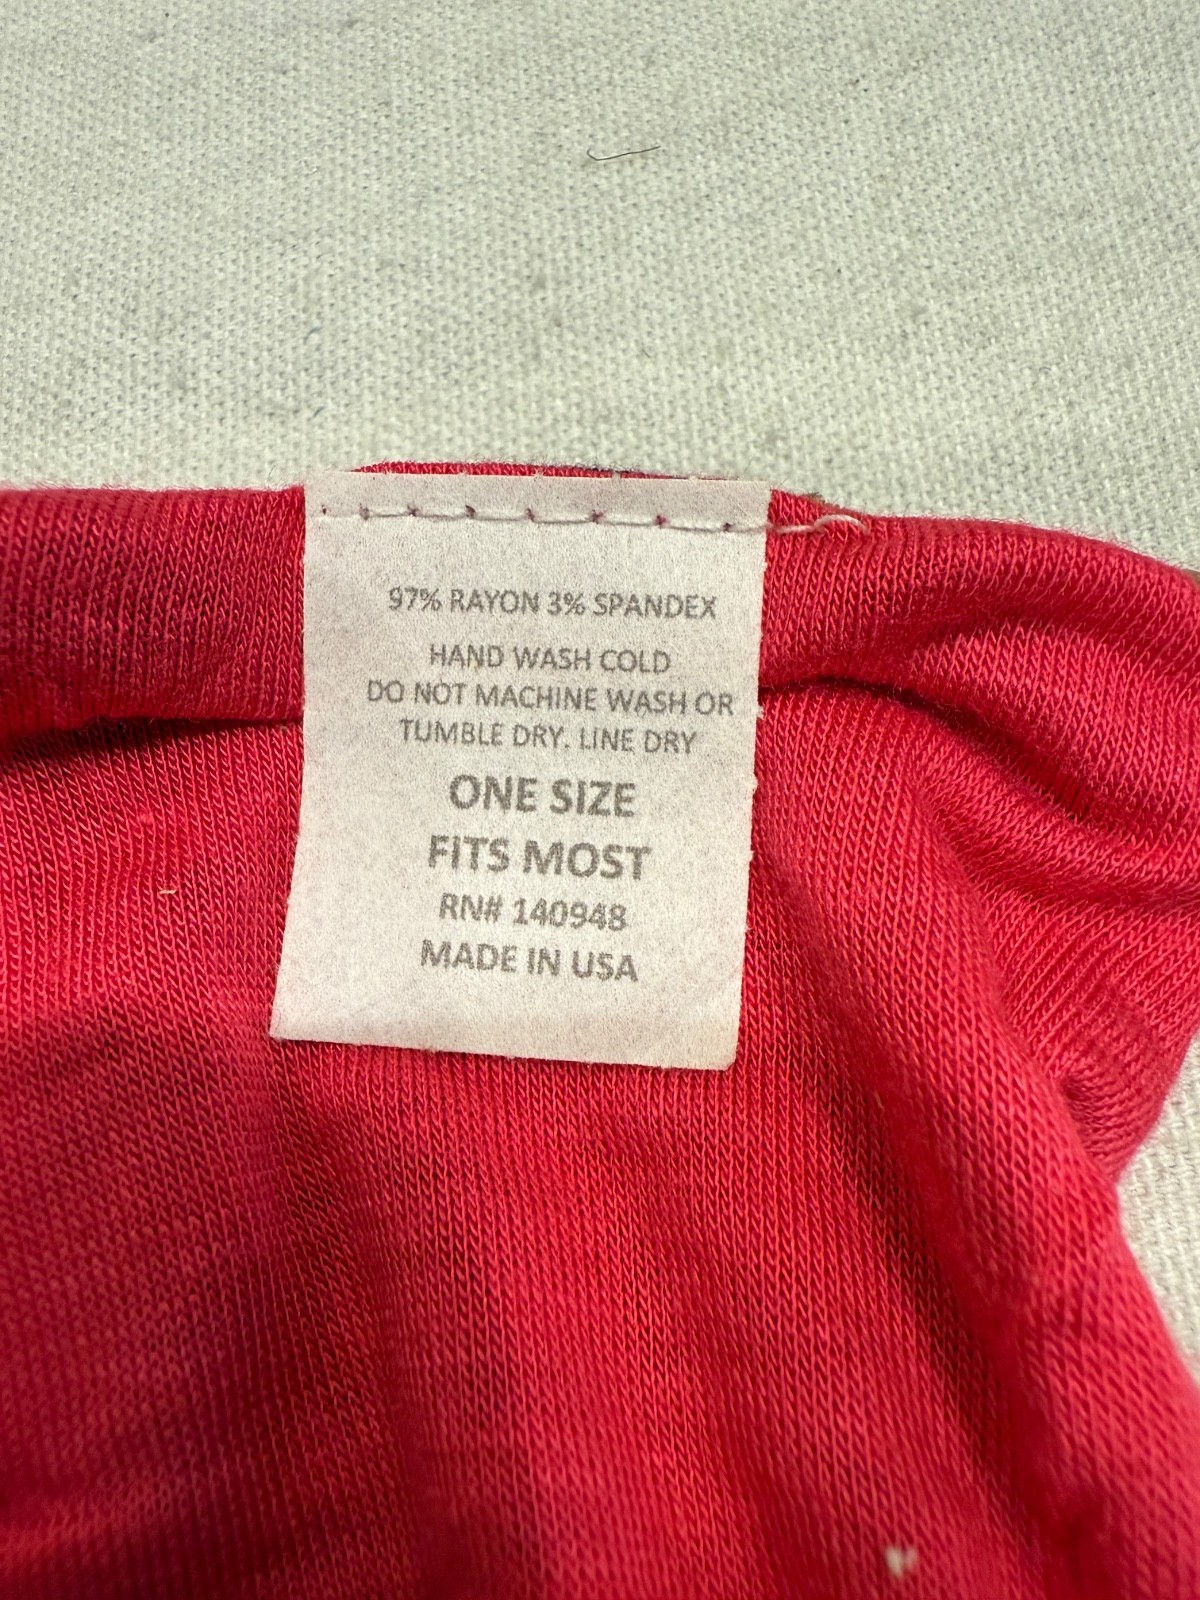 97% RAYON 3% SPANDEX
HAND WASH COLD
DO NOT MACHINE WASH OR
TUMBLE DRY. LINE DRY
ONE SIZE
FITS MOST
RN# 140948
MADE IN USA